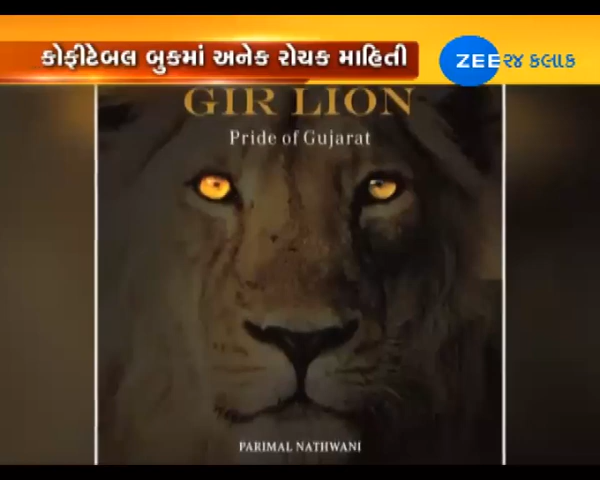 કોફીટેબલ બુકમાં અનેક રોચક માહિતી
ZEE ૨૪ કલાક
GIR LION
Pride of Gujarat
PARIMAL NATHWANI